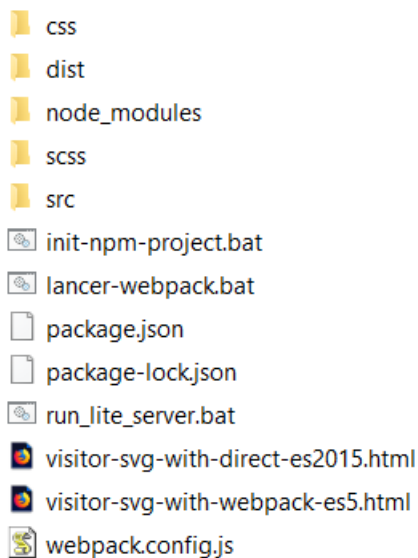 css
dist
node_modules
scss
src
init-npm-project.bat
lancer-webpack.bat
package.json
package-lock.json
run_lite_server.bat
visitor-svg-with-direct-es2015.html
visitor-svg-with-webpack-es5.html
webpack.config.js